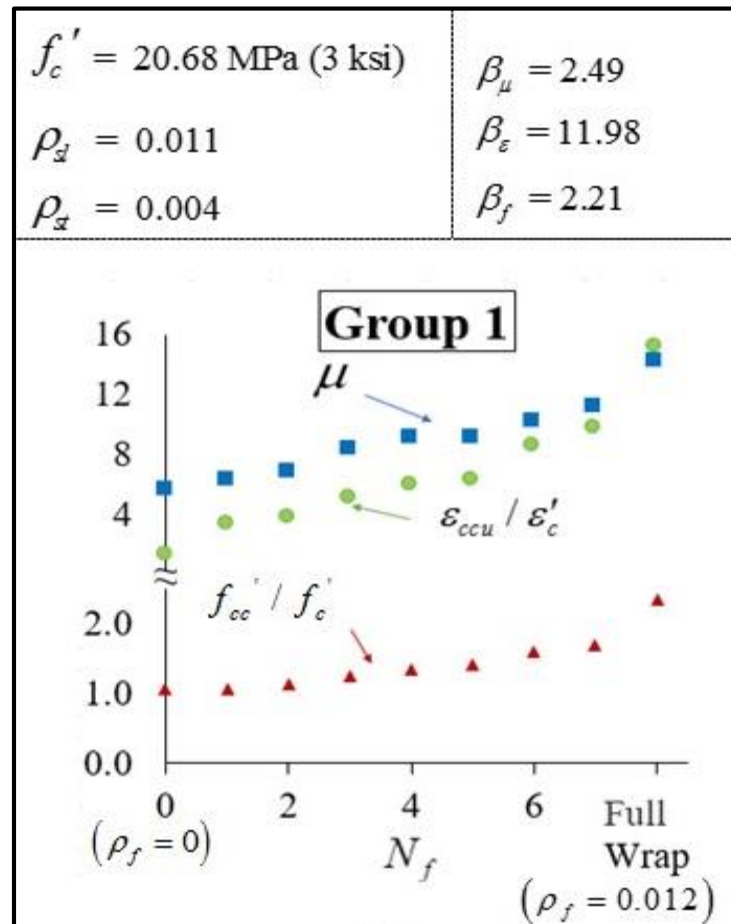 f_c' = 20.68 MPa (3 ksi)
ρ_sl = 0.011
ρ_st = 0.004
β_μ = 2.49
β_ε = 11.98
β_f = 2.21
Group 1
16
12
8
4
μ
ε_ccu / ε'_c
f_cc' / f_c'
2.0
1.0
0.0
0
2
4
6
Full
Wrap
(ρ_f = 0)
N_f
(ρ_f = 0.012)